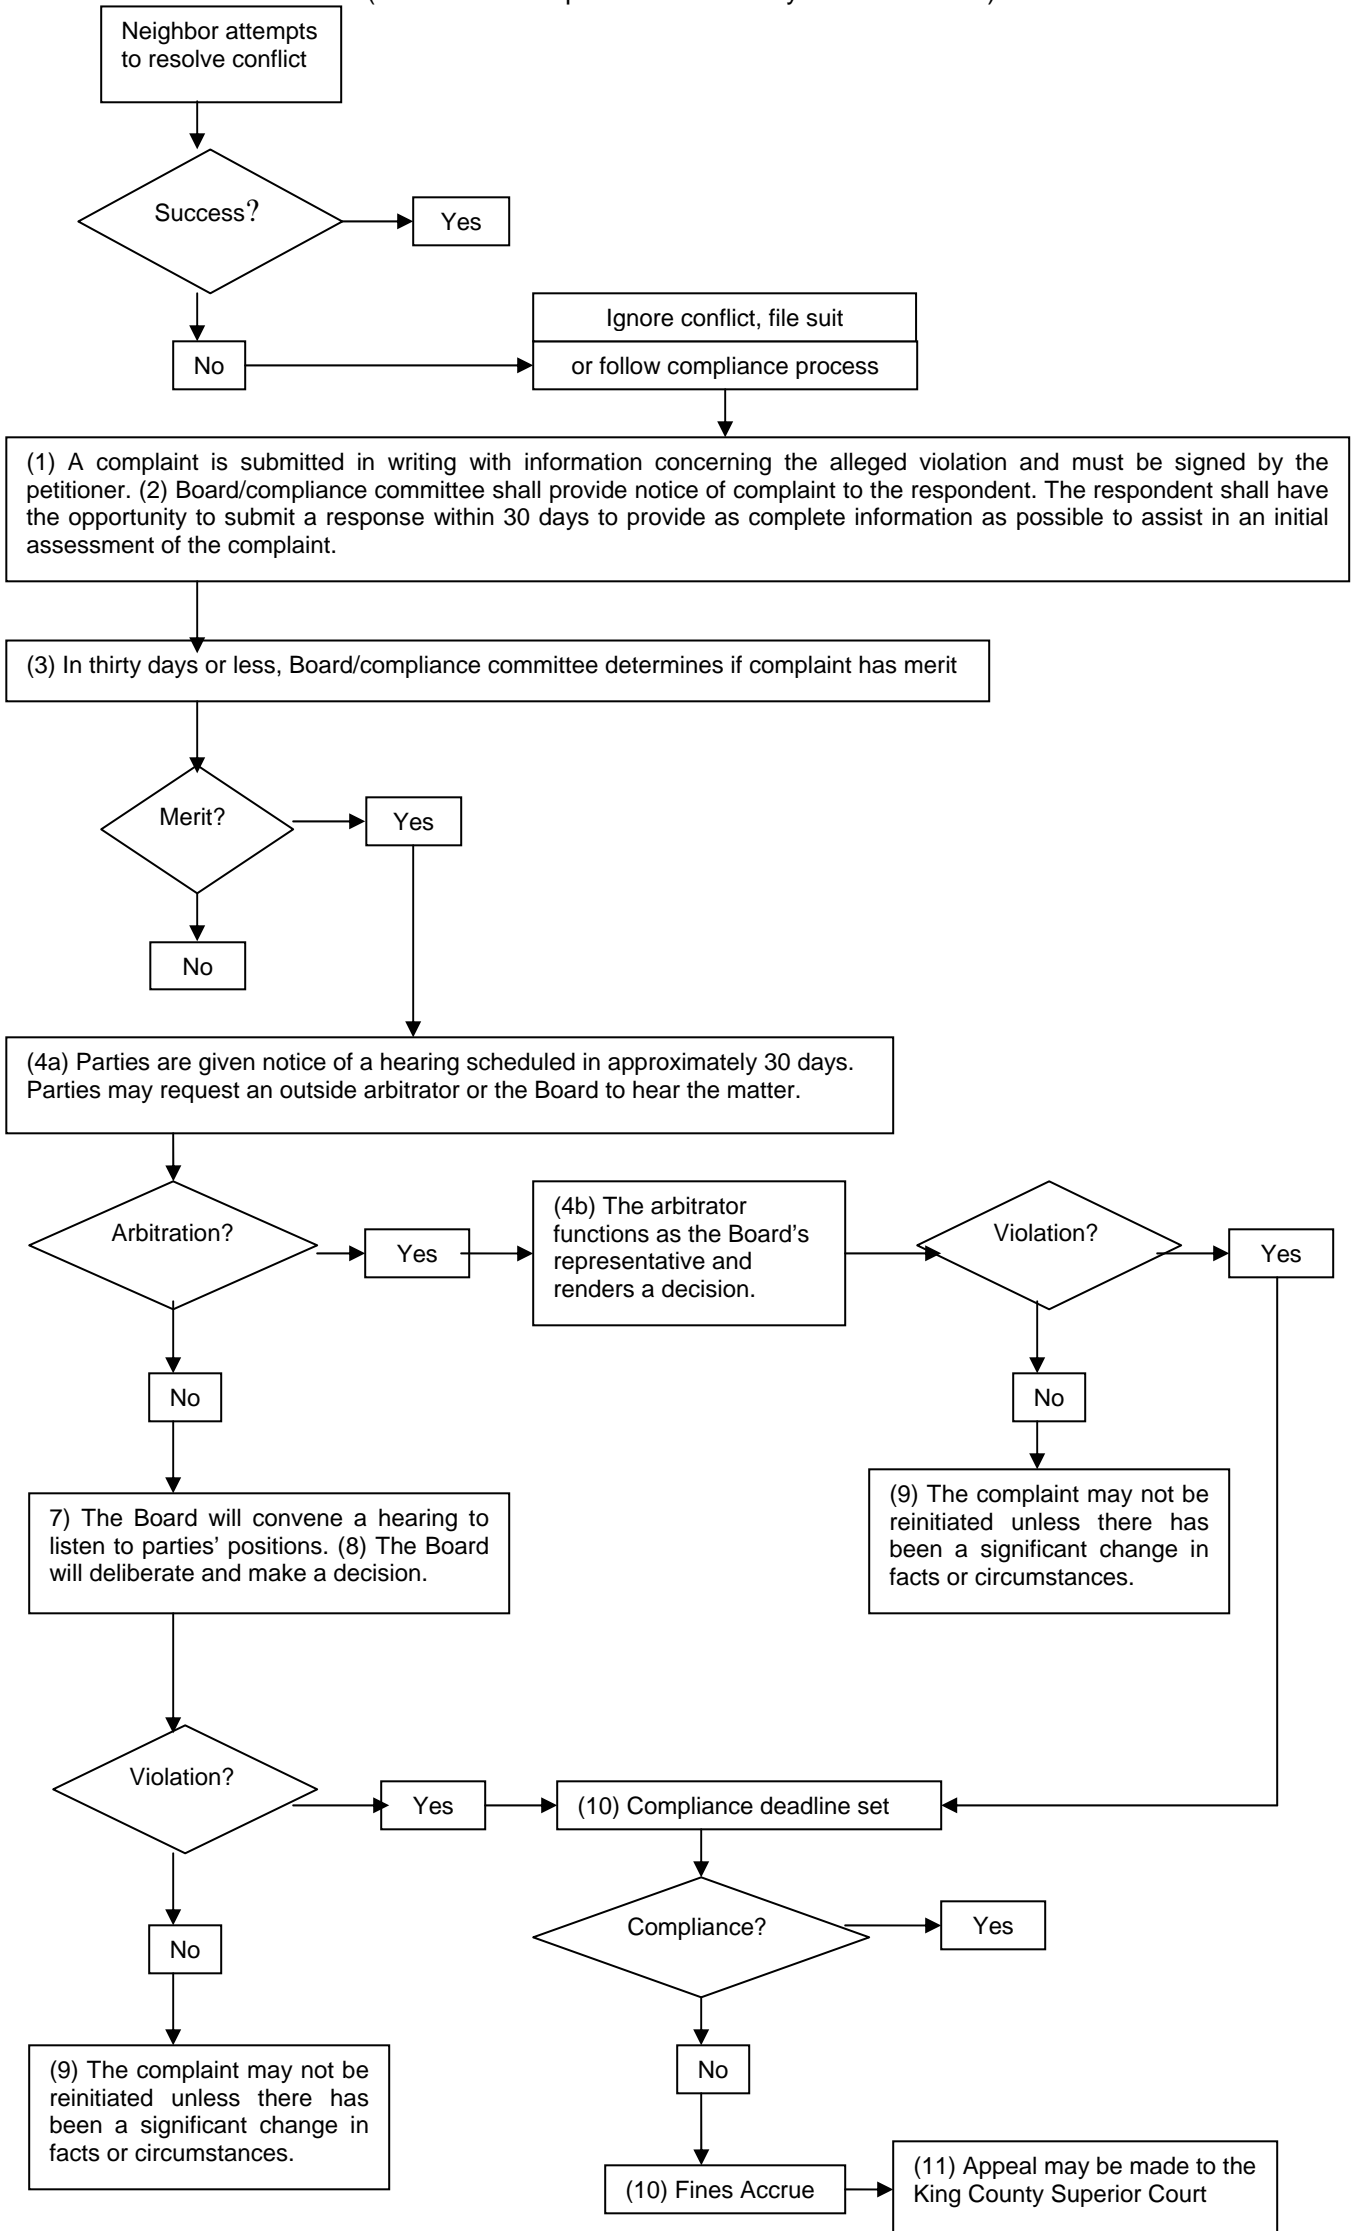 Neighbor attempts
to resolve conflict
Success?
Yes
Ignore conflict, file suit
No
or follow compliance process
(1) A complaint is submitted in writing with information concerning the alleged violation and must be signed by the
petitioner. (2) Board/compliance committee shall provide notice of complaint to the respondent. The respondent shall have
the opportunity to submit a response within 30 days to provide as complete information as possible to assist in an initial
assessment of the complaint.
(3) In thirty days or less, Board/compliance committee determines if complaint has merit
Merit?
Yes
No
(4a) Parties are given notice of a hearing scheduled in approximately 30 days.
Parties may request an outside arbitrator or the Board to hear the matter.
Arbitration?
Yes
(4b) The arbitrator
functions as the Board’s
representative and
renders a decision.
Violation?
Yes
No
No
7) The Board will convene a hearing to
listen to parties’ positions. (8) The Board
will deliberate and make a decision.
(9) The complaint may not be
reinitiated unless there has
been a significant change in
facts or circumstances.
Violation?
Yes
(10) Compliance deadline set
Compliance?
Yes
No
No
(9) The complaint may not be
reinitiated unless there has
been a significant change in
facts or circumstances.
(10) Fines Accrue
(11) Appeal may be made to the
King County Superior Court